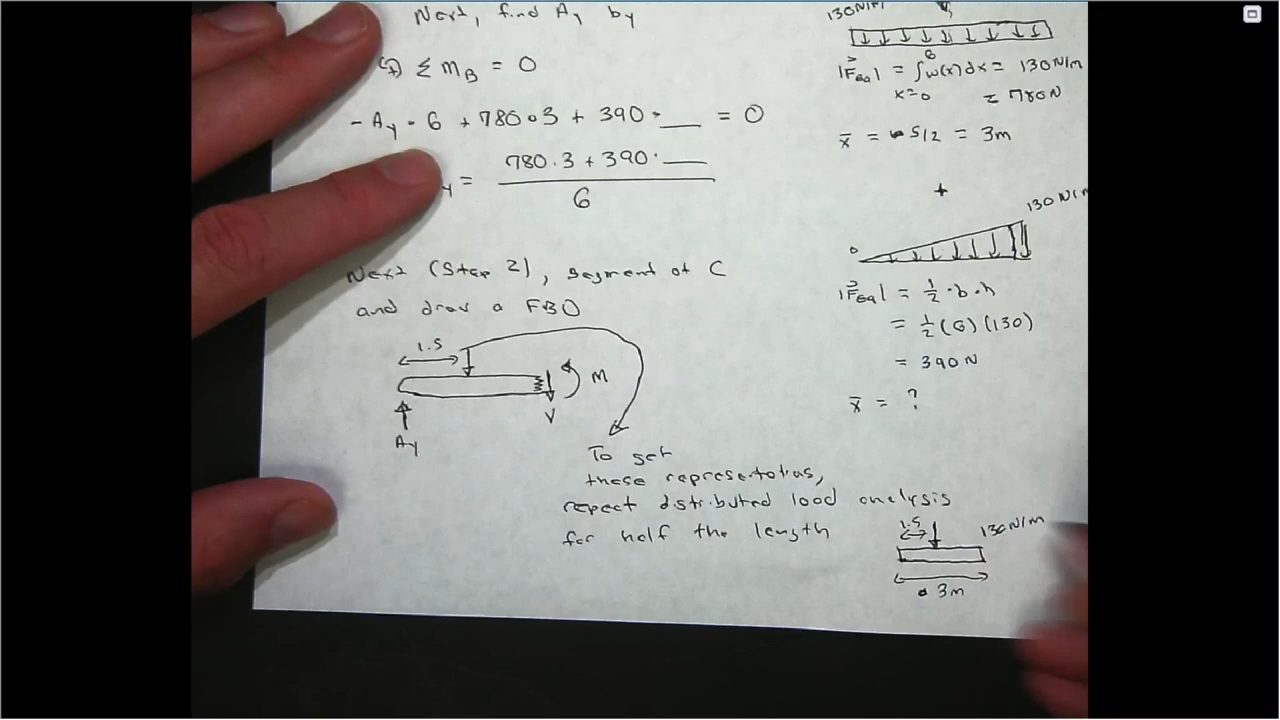 Next, find Ay by
(+) Σ MB = 0
- Ay • 6 + 780•3 + 390 • ___ = 0
y = 780.3 + 390. ___
6
Next (Step 2), segment at C
and draw a FBD
1.5
M
V
Ay
To get
these representatias,
repect distributed load analysis
for half the length
130 N/m
|Feq| = ∫w(x)dx = 130 N/m
6
x=0
= 780 N
x̄ = 3m
+
130 N/m
0
|Feq| = 1/2 • b • h
= 1/2 (6) (130)
= 390 N
x̄ = ?
1.5
130 N/m
3m